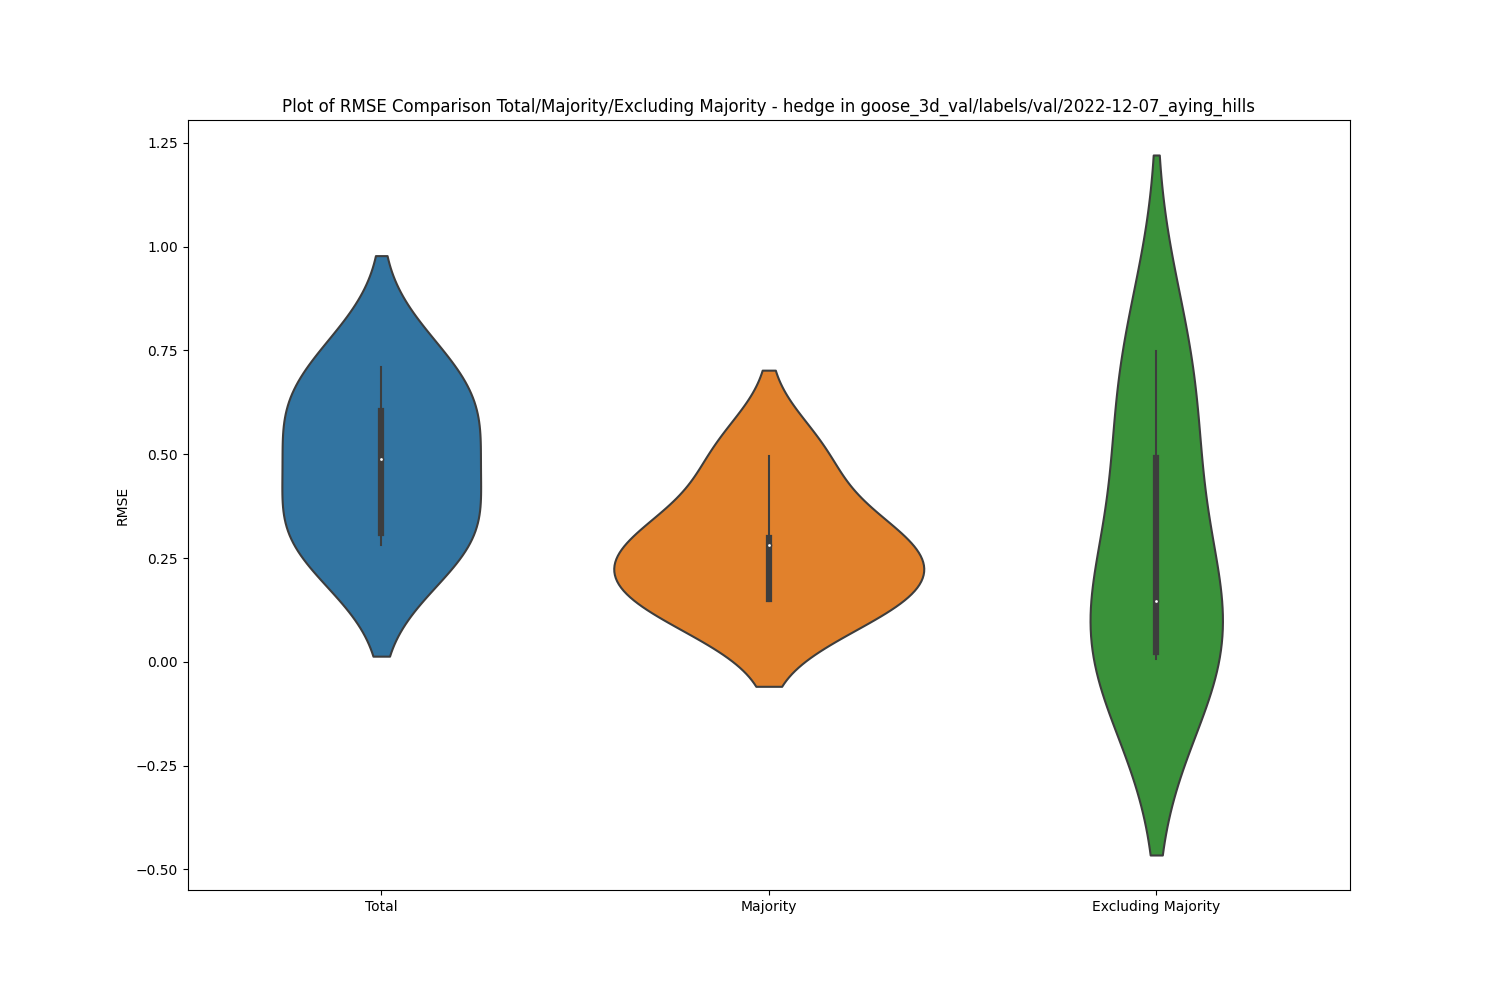 Plot of RMSE Comparison Total/Majority/Excluding Majority - hedge in goose_3d_val/labels/val/2022-12-07_aying_hills
1.25
1.00
0.75
0.50
0.25
0.00
−0.25
−0.50
RMSE
Total Majority Excluding Majority